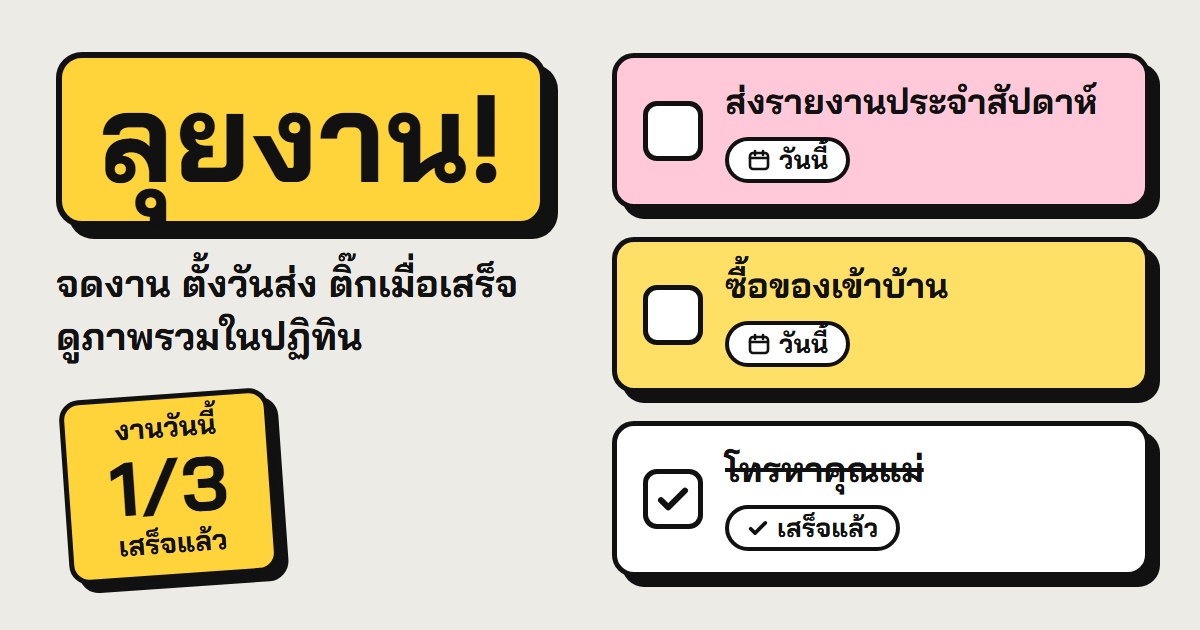 ลุยงาน!
จดงาน ตั้งวันส่ง ติ๊กเมื่อเสร็จ
ดูภาพรวมในปฏิทิน
งานวันนี้
1/3
เสร็จแล้ว
ส่งรายงานประจำสัปดาห์
วันนี้
ซื้อของเข้าบ้าน
วันนี้
โทรหาคุณแม่
เสร็จแล้ว